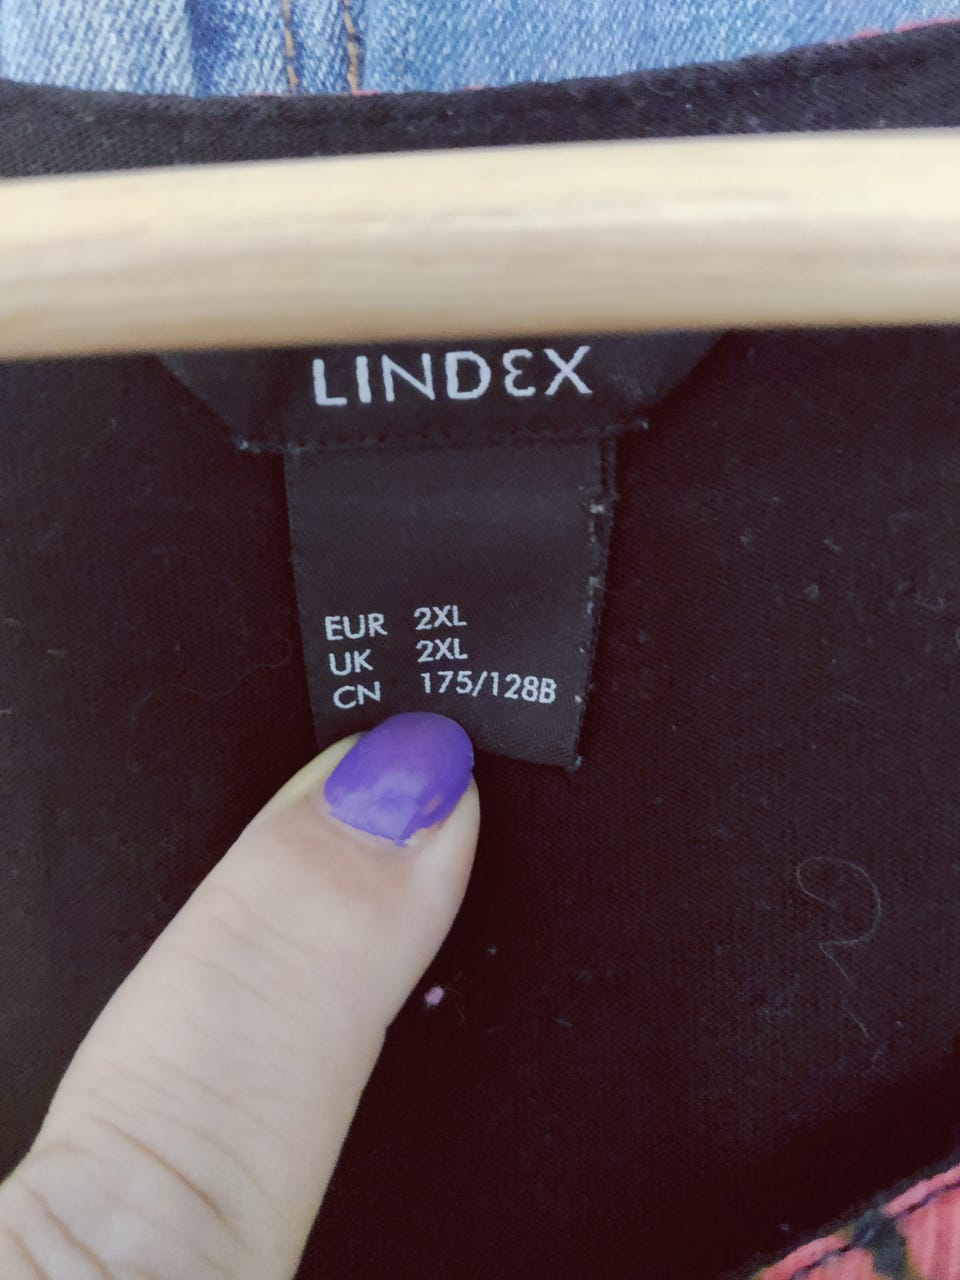 LINDEX
EUR 2XL
UK 2XL
CN 175/128B